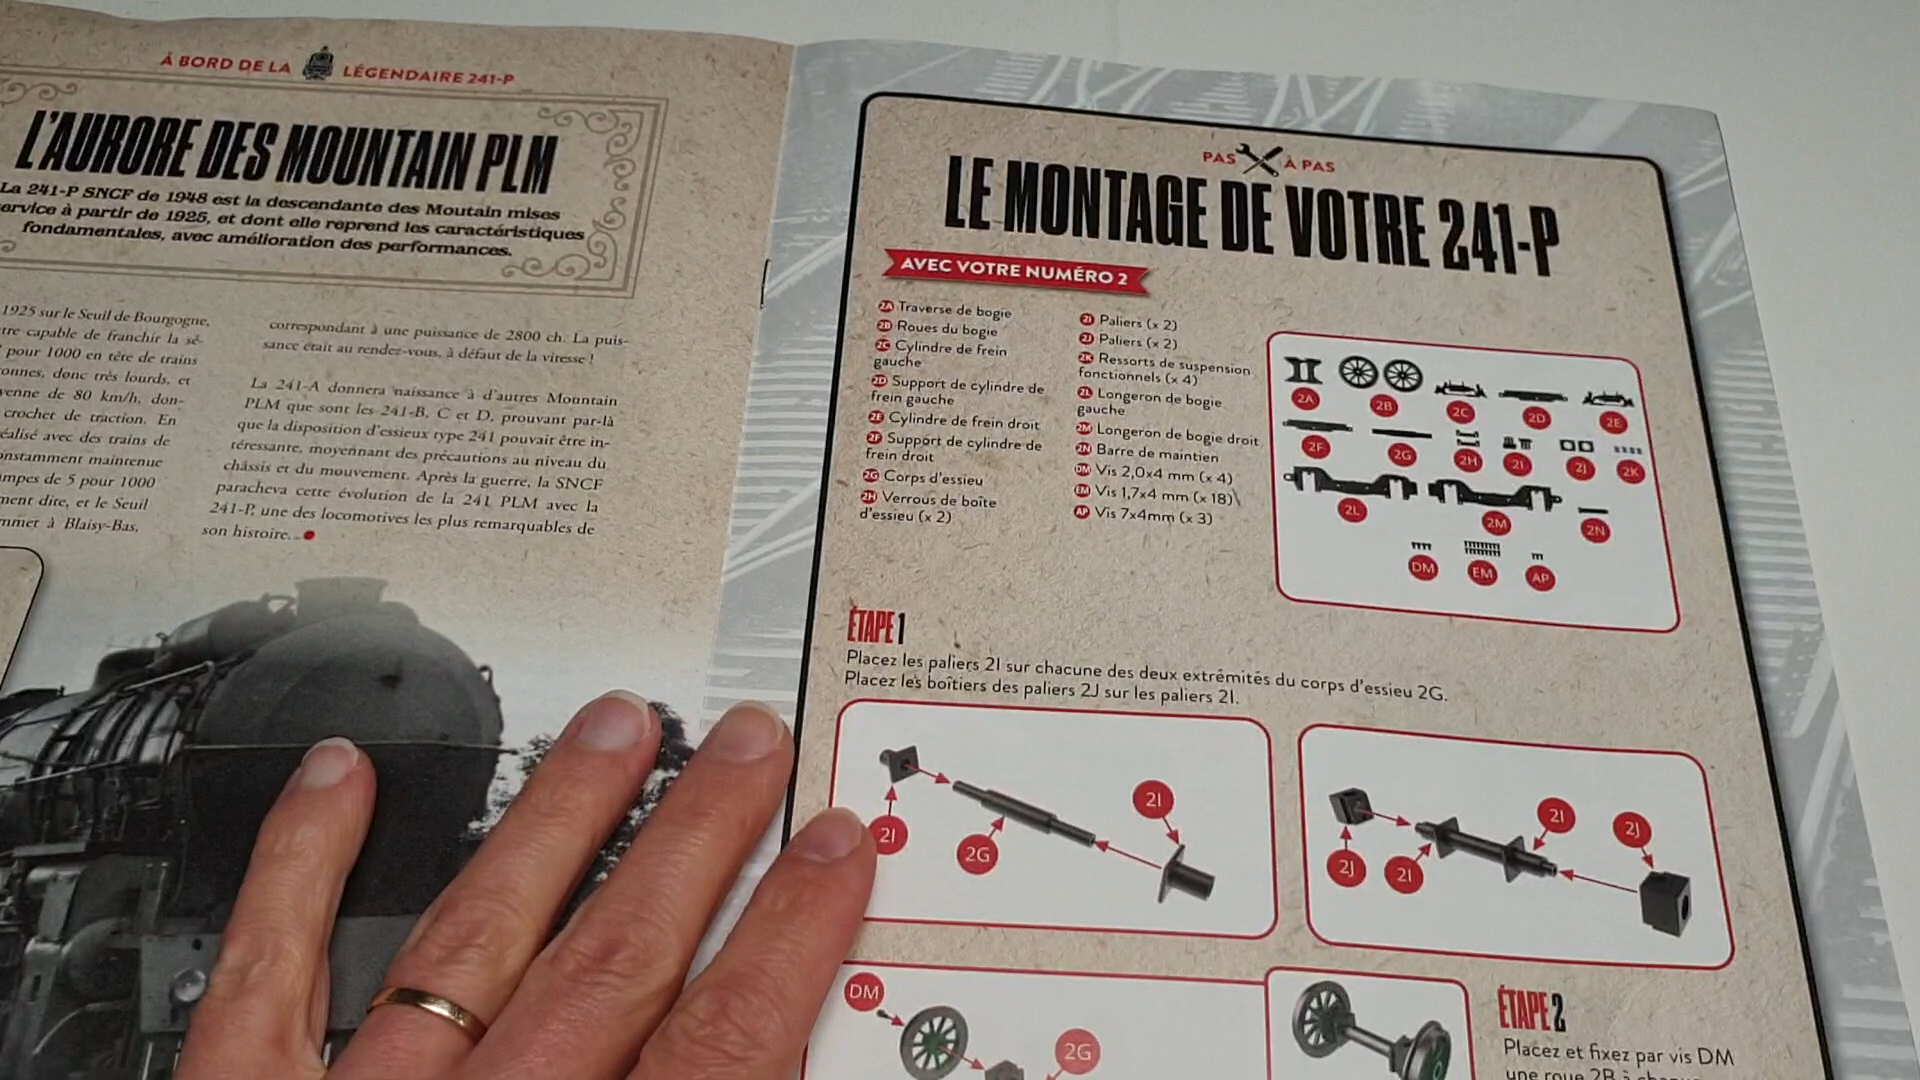 À BORD DE LA LÉGENDAIRE 241-P
L'AURORE DES MOUNTAIN PLM
La 241-P SNCF de 1948 est la descendante des Moutain mises
service à partir de 1925, et dont elle reprend les caractéristiques
fondamentales, avec amélioration des performances.
1925 sur le Seuil de Bourgogne,
capable de franchir la sé-
pour 1000 en tête de trains
donc très lourds, et
de 80 km/h, don-
crochet de traction. En
avec des trains de
constamment maintenue
de 5 pour 1000
dite, et le Seuil
à Blaisy-Bas,
correspondant à une puissance de 2800 ch. La puis-
sance était au rendez-vous, à défaut de la vitesse !
La 241-A donnera naissance à d'autres Mountain
PLM que sont les 241-B, C et D, prouvant par-là
que la disposition d'essieux type 241 pouvait être in-
téressante, moyennant des précautions au niveau du
châssis et du mouvement. Après la guerre, la SNCF
paracheva cette évolution de la 241 PLM avec la
241-P, une des locomotives les plus remarquables de
son histoire...
PAS À PAS
LE MONTAGE DE VOTRE 241-P
AVEC VOTRE NUMÉRO 2
2A Traverse de bogie
2B Roues du bogie
2C Cylindre de frein
gauche
2D Support de cylindre de
frein gauche
2E Cylindre de frein droit
2F Support de cylindre de
frein droit
2G Corps d'essieu
2H Verrous de boîte
d'essieu (x 2)
2I Paliers (x 2)
2J Paliers (x 2)
2K Ressorts de suspension
fonctionnels (x 4)
2L Longeron de bogie
gauche
2M Longeron de bogie droit
2N Barre de maintien
DM Vis 2,0x4 mm (x 4)
EM Vis 1,7x4 mm (x 18)
AP Vis 7x4mm (x 3)
2A 2B 2C 2D 2E
2F 2G 2H 2I 2J 2K
2L 2M 2N
DM EM AP
ÉTAPE 1
Placez les paliers 2I sur chacune des deux extrémités du corps d'essieu 2G.
Placez les boîtiers des paliers 2J sur les paliers 2I.
2I 2G 2I
2J 2I 2I 2J
DM
2G
ÉTAPE 2
Placez et fixez par vis DM
une roue 2B à